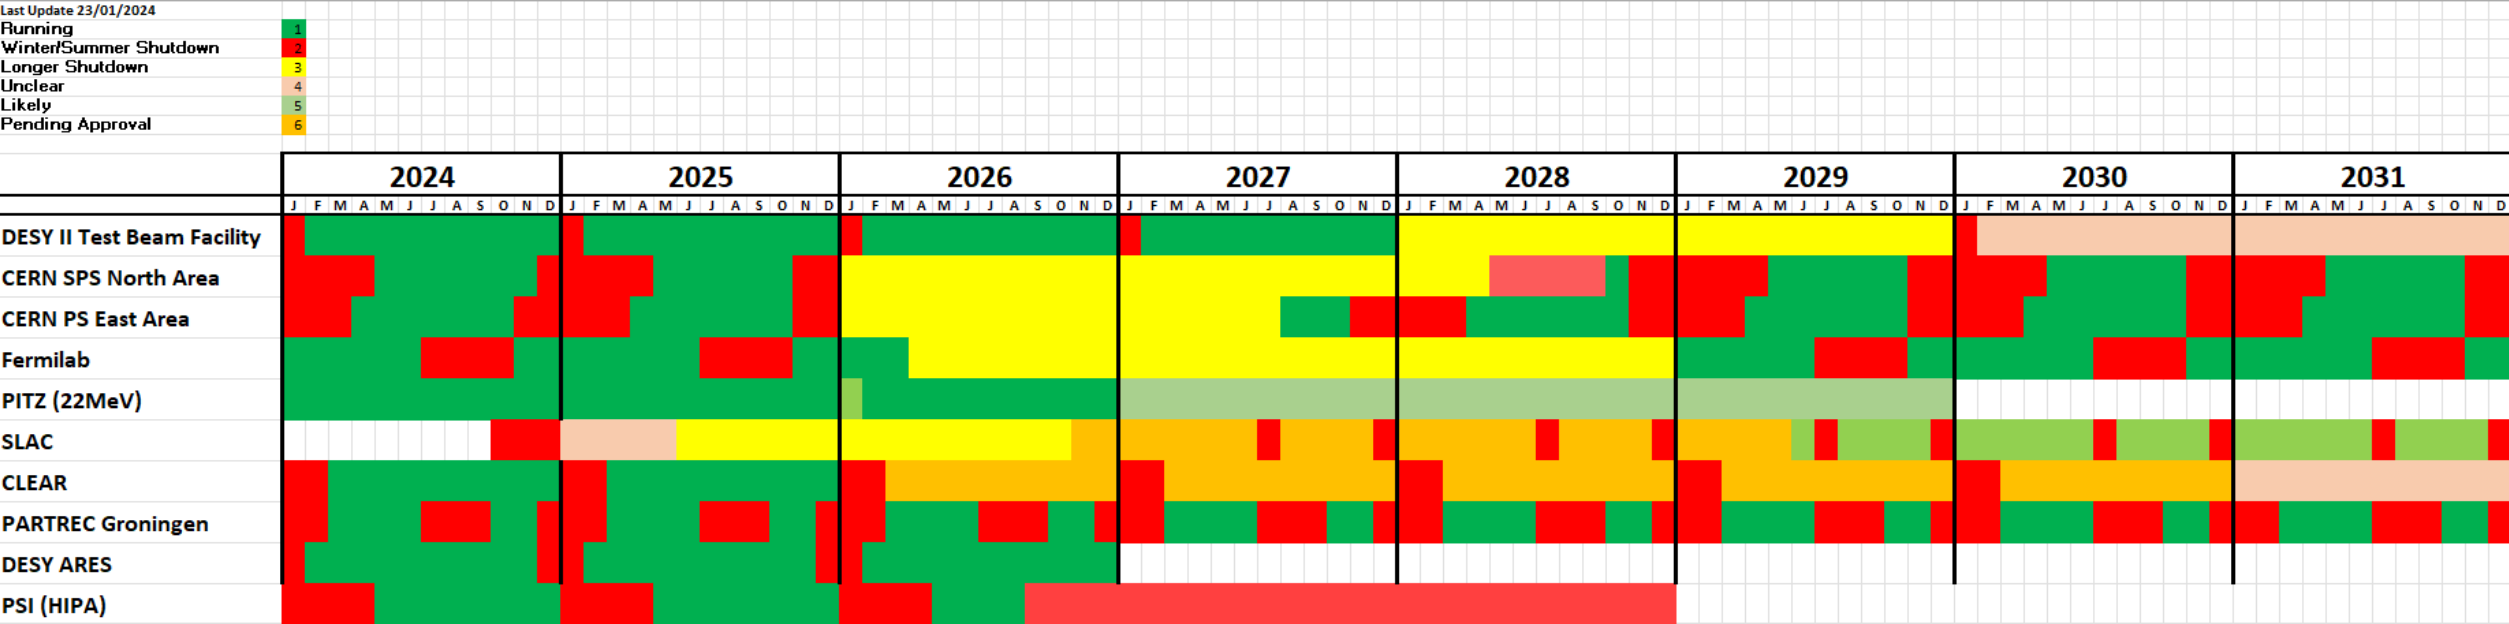 Last Update 23/01/2024
Running 1
Winter/Summer Shutdown 2
Longer Shutdown 3
Unclear 4
Likely 5
Pending Approval 6
2024 2025 2026 2027 2028 2029 2030 2031
J F M A M J J A S O N D J F M A M J J A S O N D J F M A M J J A S O N D J F M A M J J A S O N D J F M A M J J A S O N D J F M A M J J A S O N D J F M A M J J A S O N D J F M A M J J A S O N D
DESY II Test Beam Facility
CERN SPS North Area
CERN PS East Area
Fermilab
PITZ (22MeV)
SLAC
CLEAR
PARTREC Groningen
DESY ARES
PSI (HIPA)